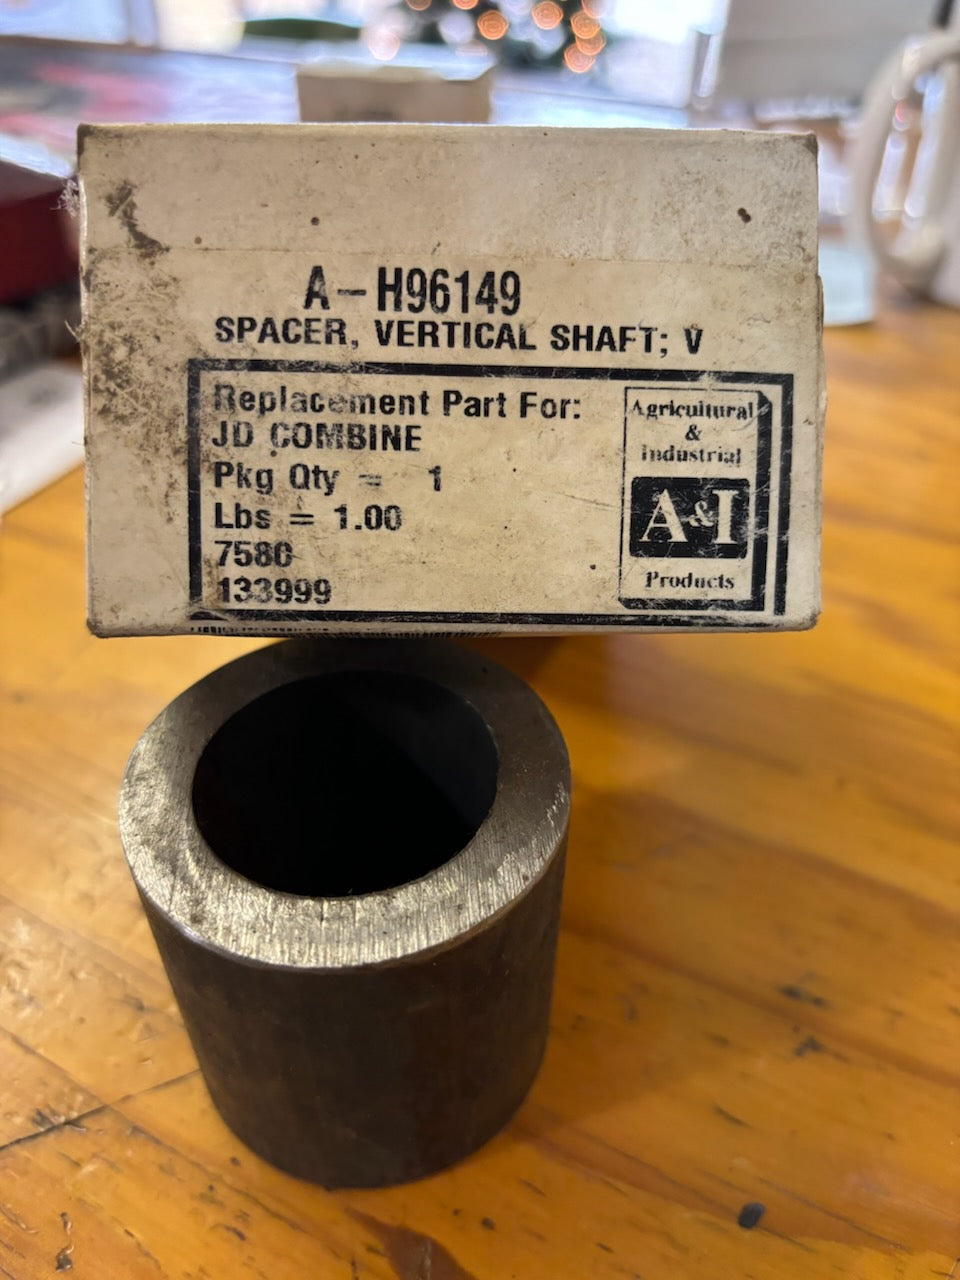 A-H96149
SPACER, VERTICAL SHAFT; V
Replacement Part For:
JD COMBINE
Pkg Qty = 1
Lbs = 1.00
7580
133999
Agricultural
&
Industrial
A&I
Products